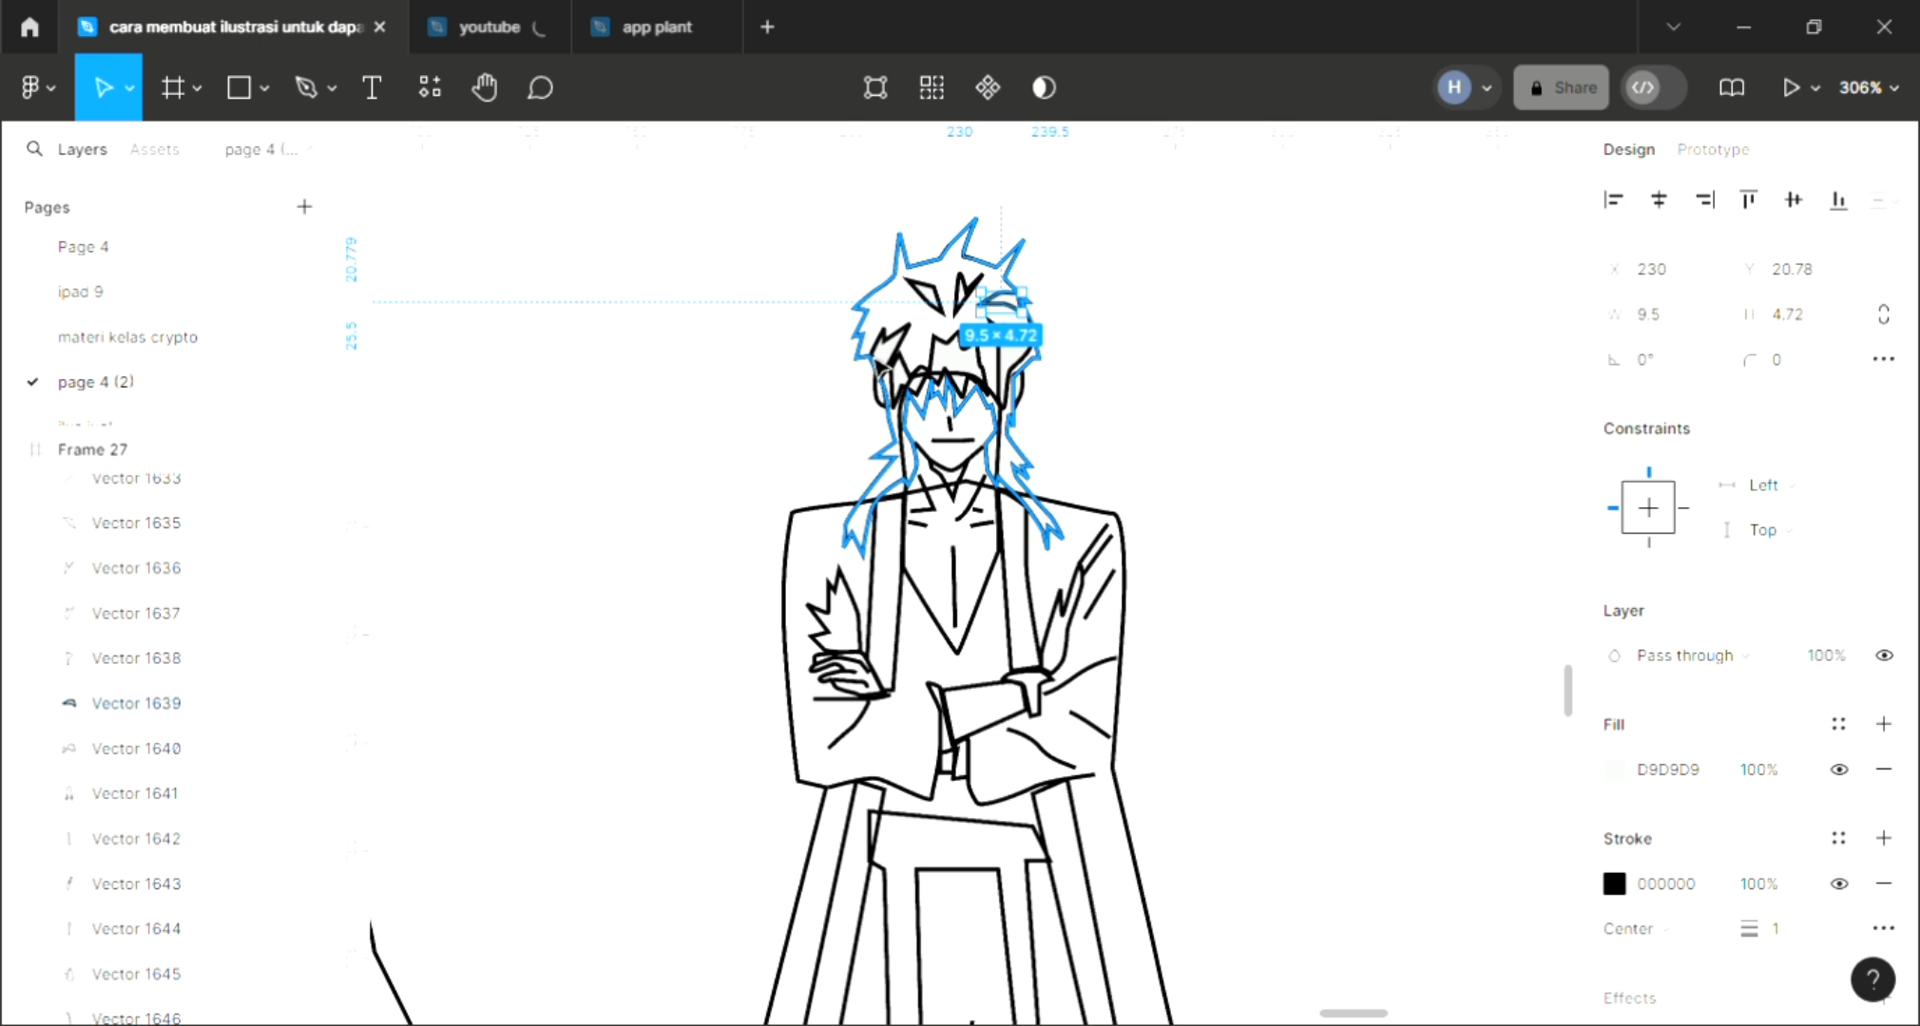 cara membuat ilustrasi untuk dapa
youtube
app plant
H
Share
306%
Layers
Assets
page 4 (...
230
239.5
Design
Prototype
Pages
Page 4
ipad 9
materi kelas crypto
page 4 (2)
Frame 27
Vector 1633
Vector 1635
Vector 1636
Vector 1637
Vector 1638
Vector 1639
Vector 1640
Vector 1641
Vector 1642
Vector 1643
Vector 1644
Vector 1645
Vector 1646
20.779
25.5
9.5 × 4.72
X 230
Y 20.78
W 9.5
H 4.72
0°
0
Constraints
Left
Top
Layer
Pass through
100%
Fill
D9D9D9
100%
Stroke
000000
100%
Center
1
Effects
?